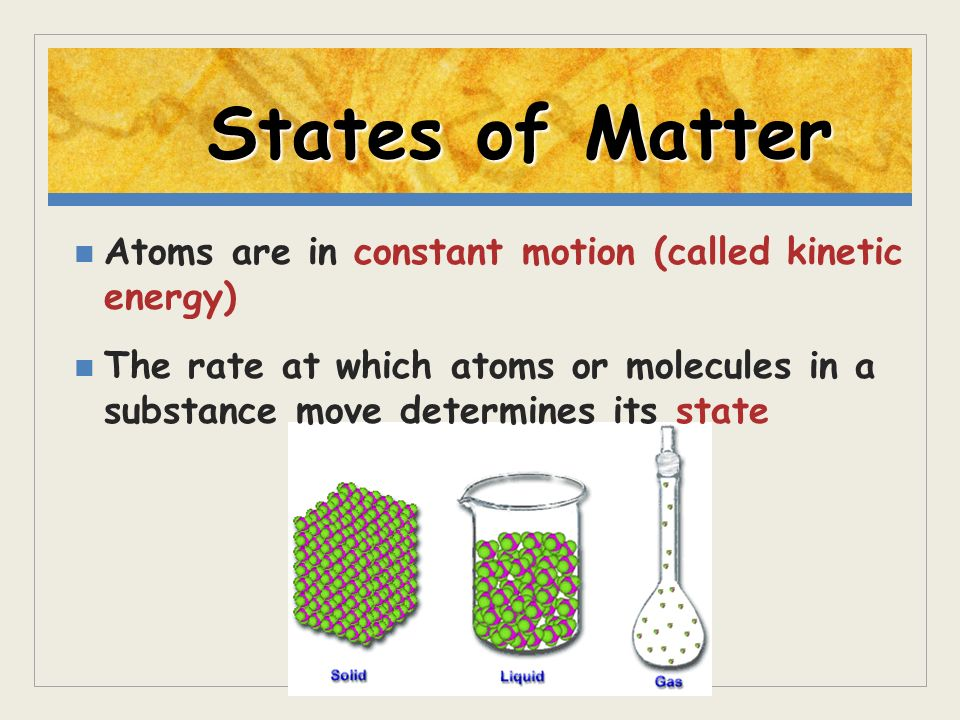 States of Matter
Atoms are in constant motion (called kinetic
energy)
The rate at which atoms or molecules in a
substance move determines its state
Solid
Liquid
Gas